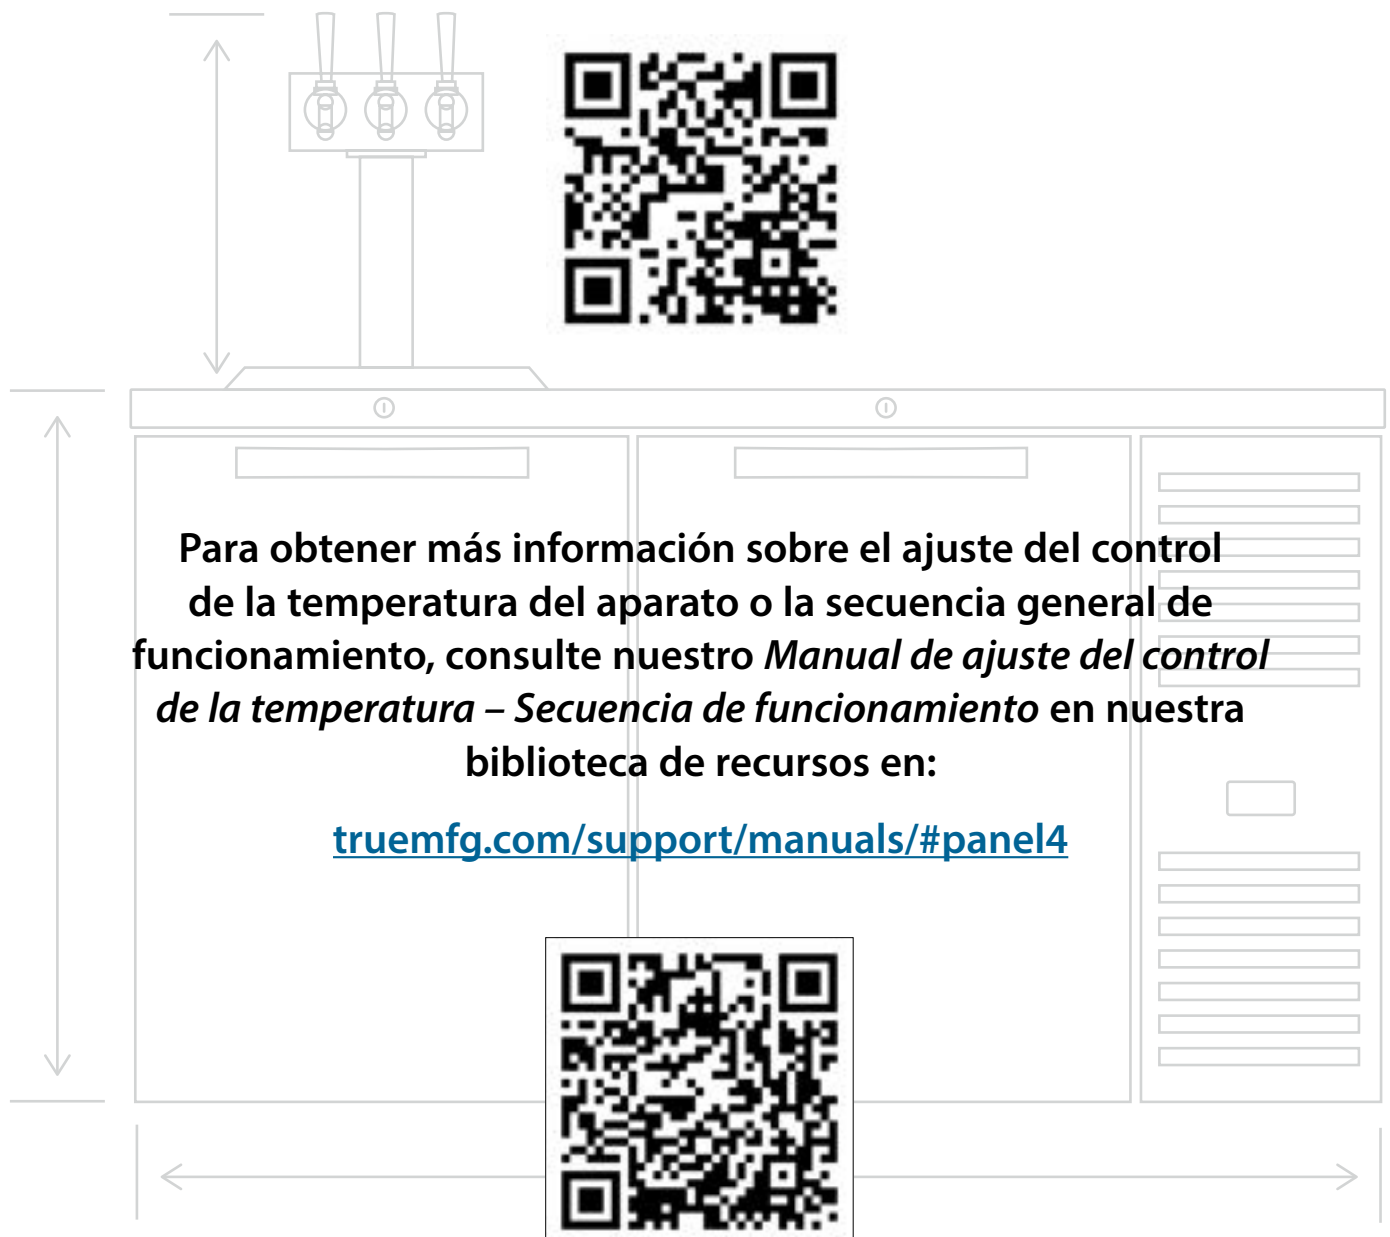 Para obtener más información sobre el ajuste del control
de la temperatura del aparato o la secuencia general de
funcionamiento, consulte nuestro Manual de ajuste del control
de la temperatura – Secuencia de funcionamiento en nuestra
biblioteca de recursos en:
truemfg.com/support/manuals/#panel4